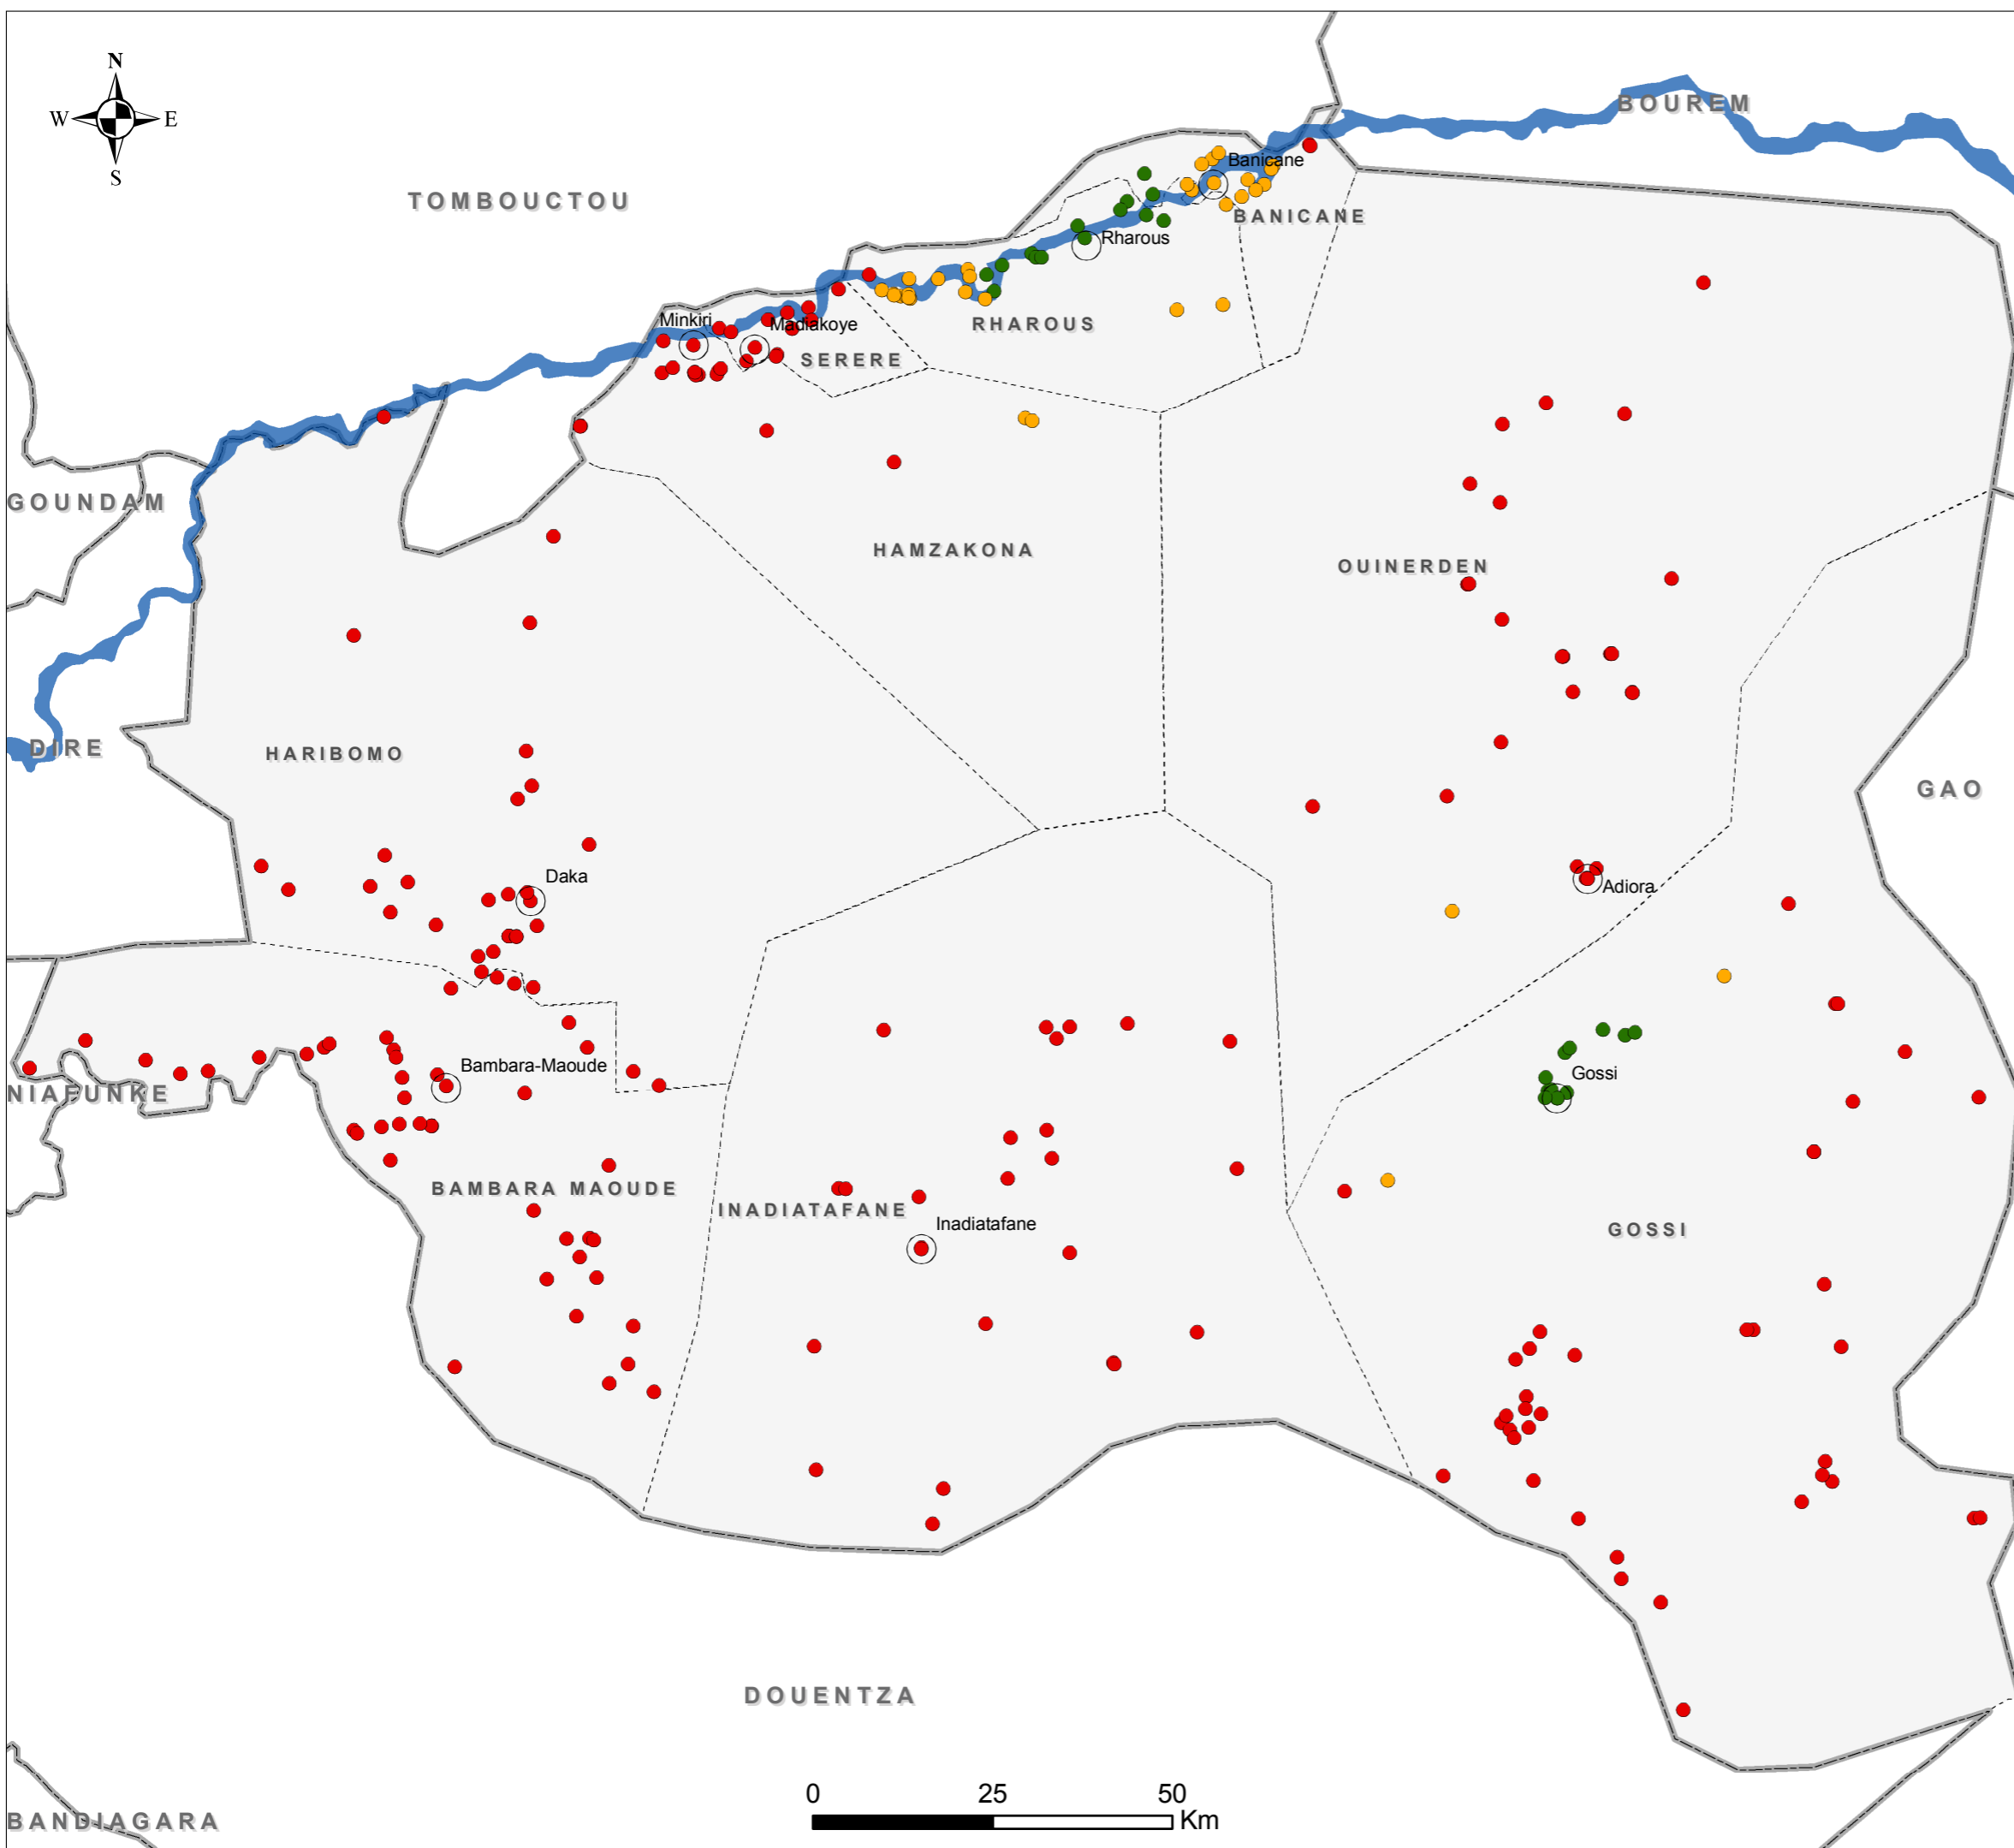 N
W E
S
BOUREM
TOMBOUCTOU
Banicane
BANICANE
Rharous
RHAROUS
Minkiri
Madiakoye
SERERE
GOUNDAM
HAMZAKONA
OUINERDEN
DIRE
HARIBOMO
GAO
Daka
Adiora
Bambara-Maoude
Gossi
NIAFUNKE
BAMBARA MAOUDE
INADIATAFANE
Inadiatafane
GOSSI
DOUENTZA
0 25 50
Km
BANDIAGARA